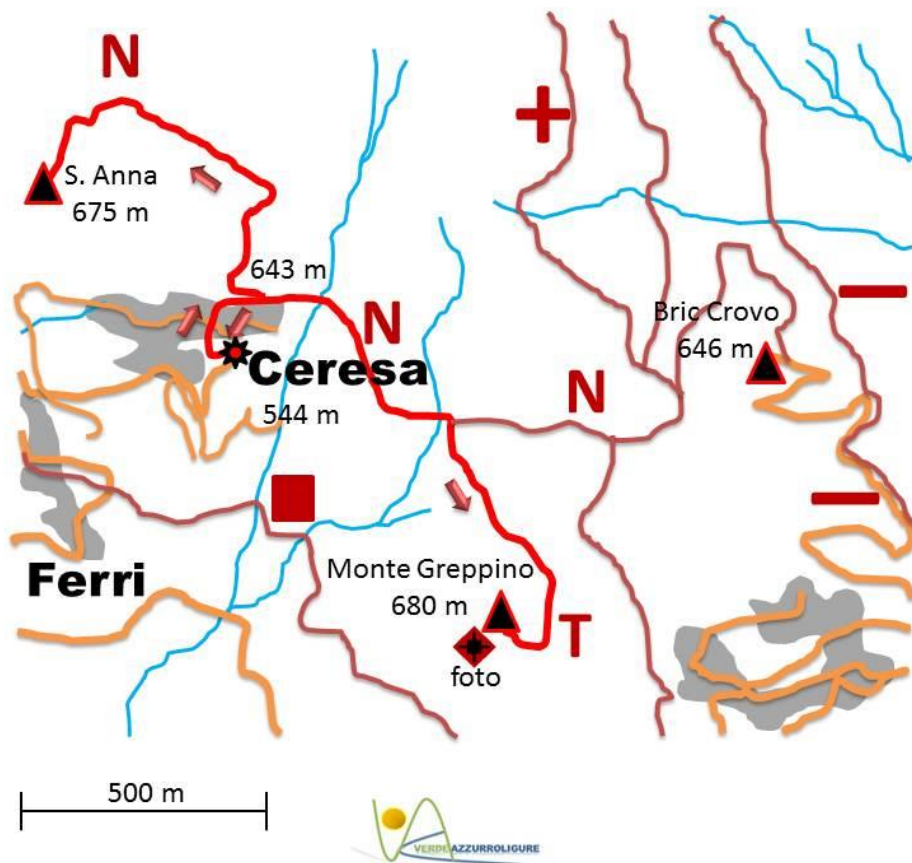 N
S. Anna
675 m
643 m
N
Bric Crovo
646 m
Ceresa
544 m
N
Ferri
Monte Greppino
680 m
T
foto
500 m
VERDEAZZURROLIGURE